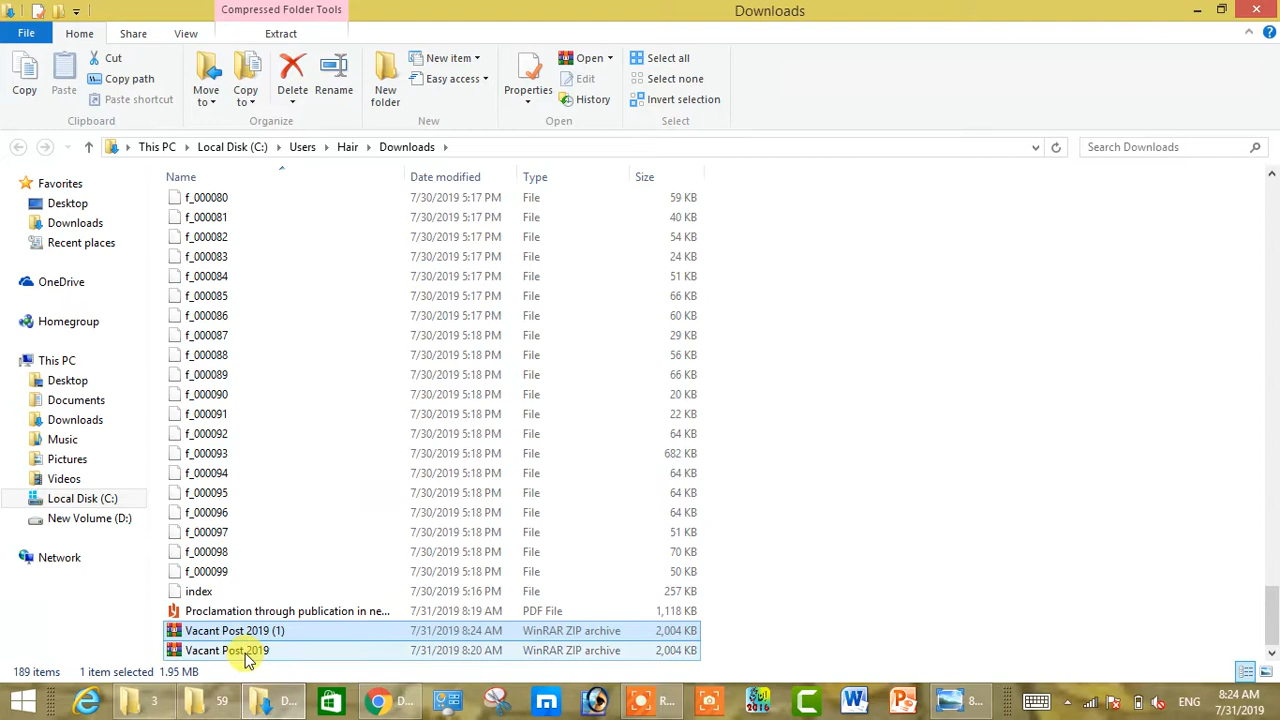 Compressed Folder Tools
Downloads
File Home Share View Extract
Copy
Paste
Cut
Copy path
Paste shortcut
Clipboard
Move to
Copy to
Delete
Rename
Organize
New folder
New item
Easy access
New
Properties
Open
Edit
History
Open
Select all
Select none
Invert selection
Select
This PC Local Disk (C:) Users Hair Downloads
Search Downloads
Favorites
Desktop
Downloads
Recent places
OneDrive
Homegroup
This PC
Desktop
Documents
Downloads
Music
Pictures
Videos
Local Disk (C:)
New Volume (D:)
Network
Name Date modified Type Size
f_000080 7/30/2019 5:17 PM File 59 KB
f_000081 7/30/2019 5:17 PM File 40 KB
f_000082 7/30/2019 5:17 PM File 54 KB
f_000083 7/30/2019 5:17 PM File 24 KB
f_000084 7/30/2019 5:17 PM File 51 KB
f_000085 7/30/2019 5:17 PM File 66 KB
f_000086 7/30/2019 5:17 PM File 60 KB
f_000087 7/30/2019 5:18 PM File 29 KB
f_000088 7/30/2019 5:18 PM File 56 KB
f_000089 7/30/2019 5:18 PM File 66 KB
f_000090 7/30/2019 5:18 PM File 20 KB
f_000091 7/30/2019 5:18 PM File 22 KB
f_000092 7/30/2019 5:18 PM File 64 KB
f_000093 7/30/2019 5:18 PM File 682 KB
f_000094 7/30/2019 5:18 PM File 64 KB
f_000095 7/30/2019 5:18 PM File 64 KB
f_000096 7/30/2019 5:18 PM File 64 KB
f_000097 7/30/2019 5:18 PM File 51 KB
f_000098 7/30/2019 5:18 PM File 70 KB
f_000099 7/30/2019 5:18 PM File 50 KB
index 7/30/2019 5:16 PM File 257 KB
Proclamation through publication in ne... 7/31/2019 8:19 AM PDF File 1,118 KB
Vacant Post 2019 (1) 7/31/2019 8:24 AM WinRAR ZIP archive 2,004 KB
Vacant Post 2019 7/31/2019 8:20 AM WinRAR ZIP archive 2,004 KB
189 items 1 item selected 1.95 MB
3 59 D... D... R... 8... ENG
8:24 AM
7/31/2019